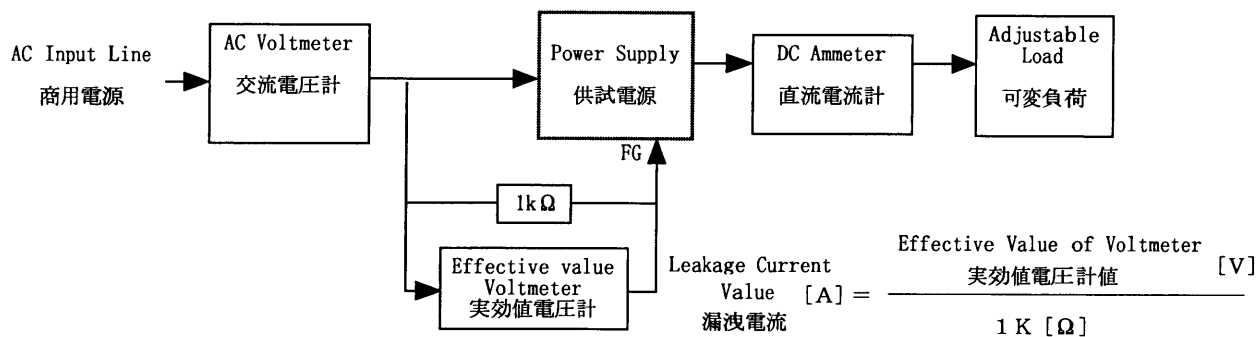 AC Input Line
商用電源
AC Voltmeter
交流電圧計
Power Supply
供試電源
DC Ammeter
直流電流計
Adjustable
Load
可変負荷
FG
1kΩ
Effective value
Voltmeter
実効値電圧計
Leakage Current
Value [A] =
漏洩電流
Effective Value of Voltmeter
実効値電圧計値 [V]
1 K [Ω]